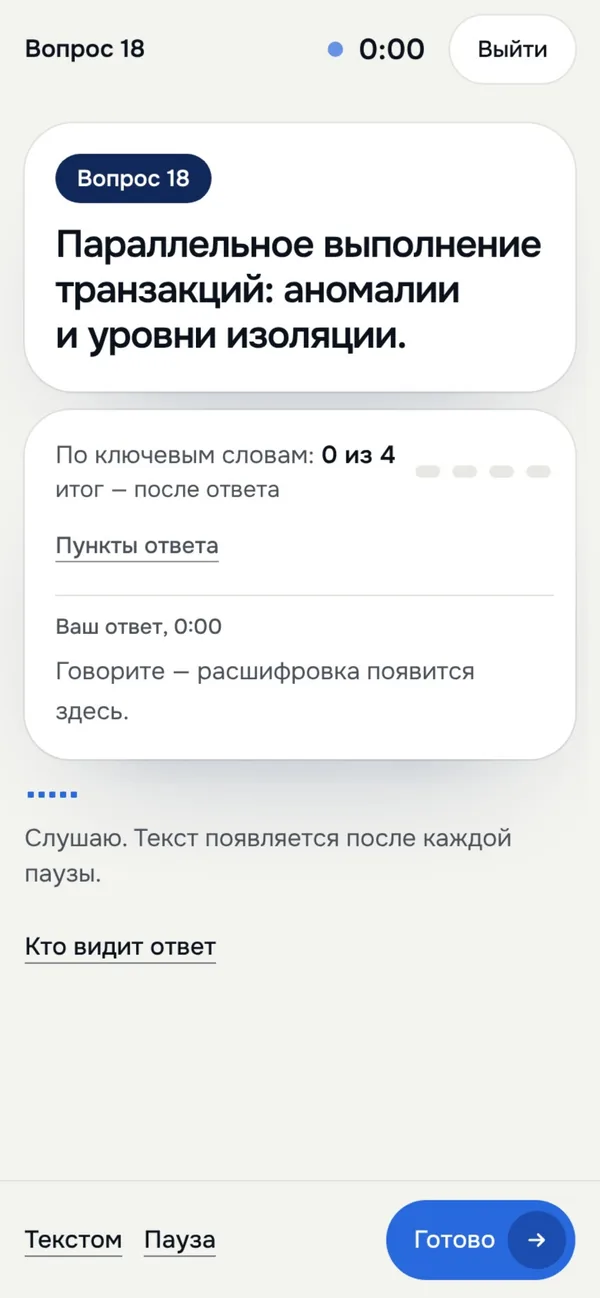 Вопрос 18
0:00
Выйти
Вопрос 18
Параллельное выполнение
транзакций: аномалии
и уровни изоляции.
По ключевым словам: 0 из 4
итог — после ответа
Пункты ответа
Ваш ответ, 0:00
Говорите — расшифровка появится
здесь.
Слушаю. Текст появляется после каждой
паузы.
Кто видит ответ
Текстом
Пауза
Готово